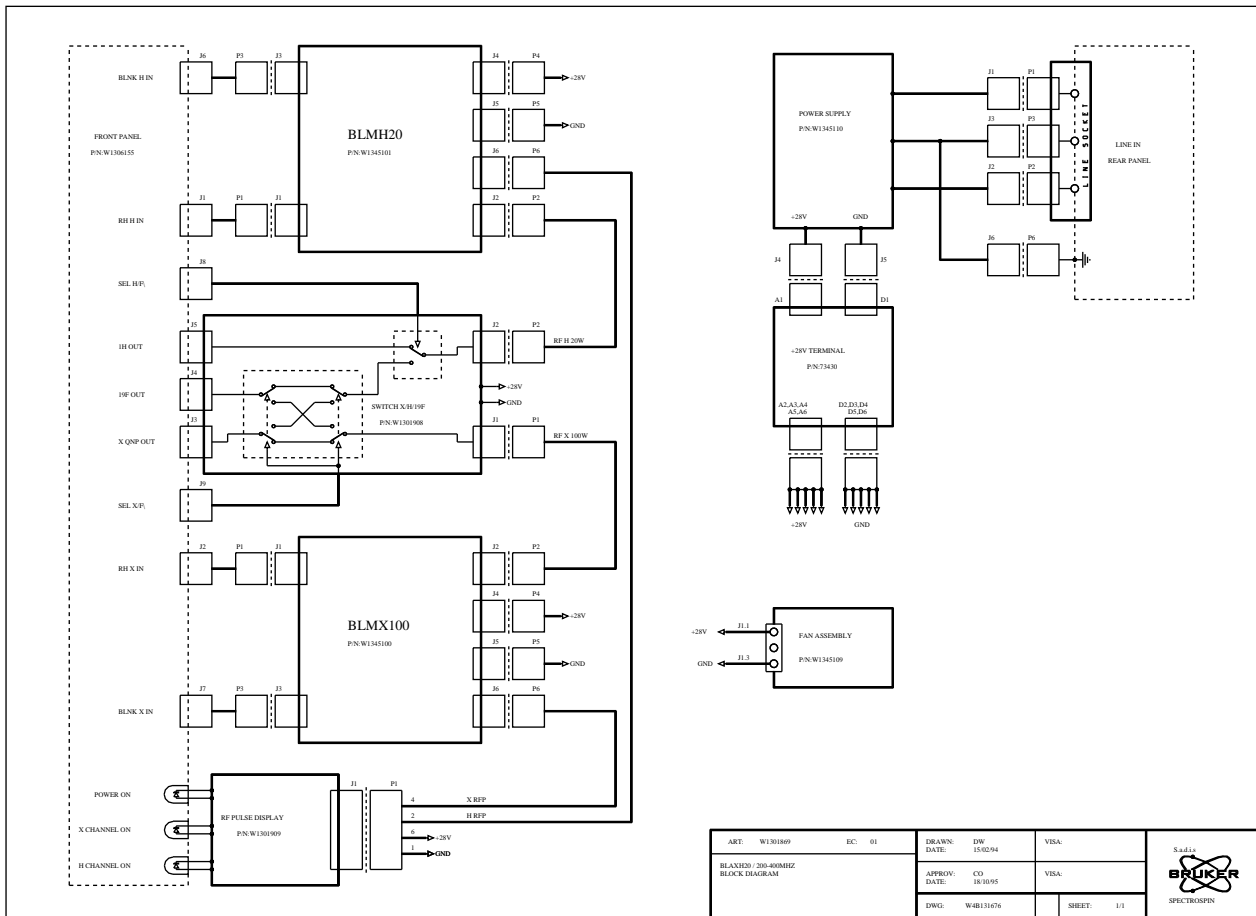 J6
P3
J3
J4
P4
BLNK H IN
+28V
J5
P5
FRONT PANEL
P/N:W1306155
BLMH20
P/N:W1345101
GND
J6
P6
J1
P1
J1
J2
P2
RH H IN
J8
SEL H/F\
J5
J2
P2
1H OUT
RF H 20W
J4
19F OUT
+28V
GND
SWITCH X/H/19F
P/N:W1301908
J3
J1
P1
X QNP OUT
RF X 100W
J9
SEL X/F\
J2
P1
J1
J2
P2
RH X IN
J4
P4
+28V
BLMX100
P/N:W1345100
J5
P5
GND
J7
P3
J3
J6
P6
BLNK X IN
J1
P1
POWER ON
4
X RFP
RF PULSE DISPLAY
P/N:W1301909
2
H RFP
X CHANNEL ON
6
+28V
1
GND
H CHANNEL ON
POWER SUPPLY
P/N:W1345110
J1
P1
J3
P3
J2
P2
LINE SOCKET
LINE IN
REAR PANEL
+28V
GND
J4
J5
J6
P6
A1
D1
+28V TERMINAL
P/N:73430
A2,A3,A4
A5,A6
D2,D3,D4
D5,D6
+28V
GND
+28V
J1.1
FAN ASSEMBLY
GND
J1.3
P/N:W1345109
ART: W1301869 EC: 01
BLAXH20 / 200-400MHZ
BLOCK DIAGRAM
DRAWN: DW
DATE: 15/02/94
VISA:
APPROV: CO
DATE: 18/10/95
VISA:
DWG: W4B131676
SHEET: 1/1
S.a.d.i.s
BRUKER
SPECTROSPIN